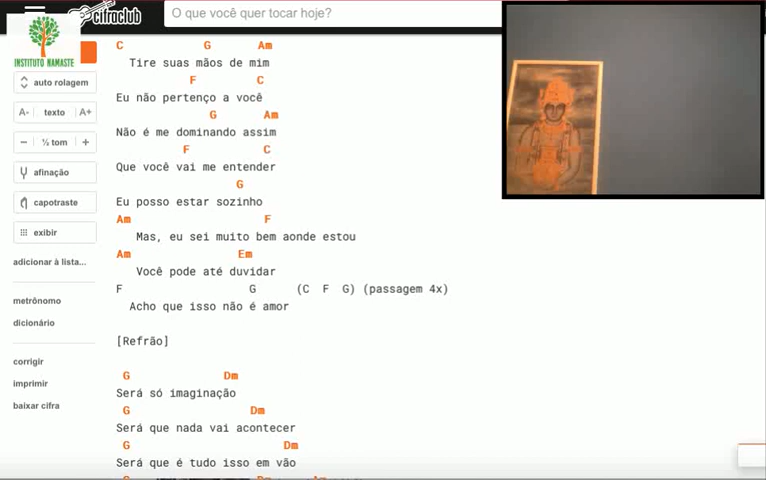 cifraclub
O que você quer tocar hoje?
INSTITUTO NAMASTE
auto rolagem
A- texto A+
− ½ tom +
afinação
capotraste
exibir
adicionar à lista...
metrônomo
dicionário
corrigir
imprimir
baixar cifra
C G Am
Tire suas mãos de mim
F C
Eu não pertenço a você
G Am
Não é me dominando assim
F C
Que você vai me entender
G
Eu posso estar sozinho
Am F
Mas, eu sei muito bem aonde estou
Am Em
Você pode até duvidar
F G (C F G) (passagem 4x)
Acho que isso não é amor
[Refrão]
G Dm
Será só imaginação
G Dm
Será que nada vai acontecer
G Dm
Será que é tudo isso em vão